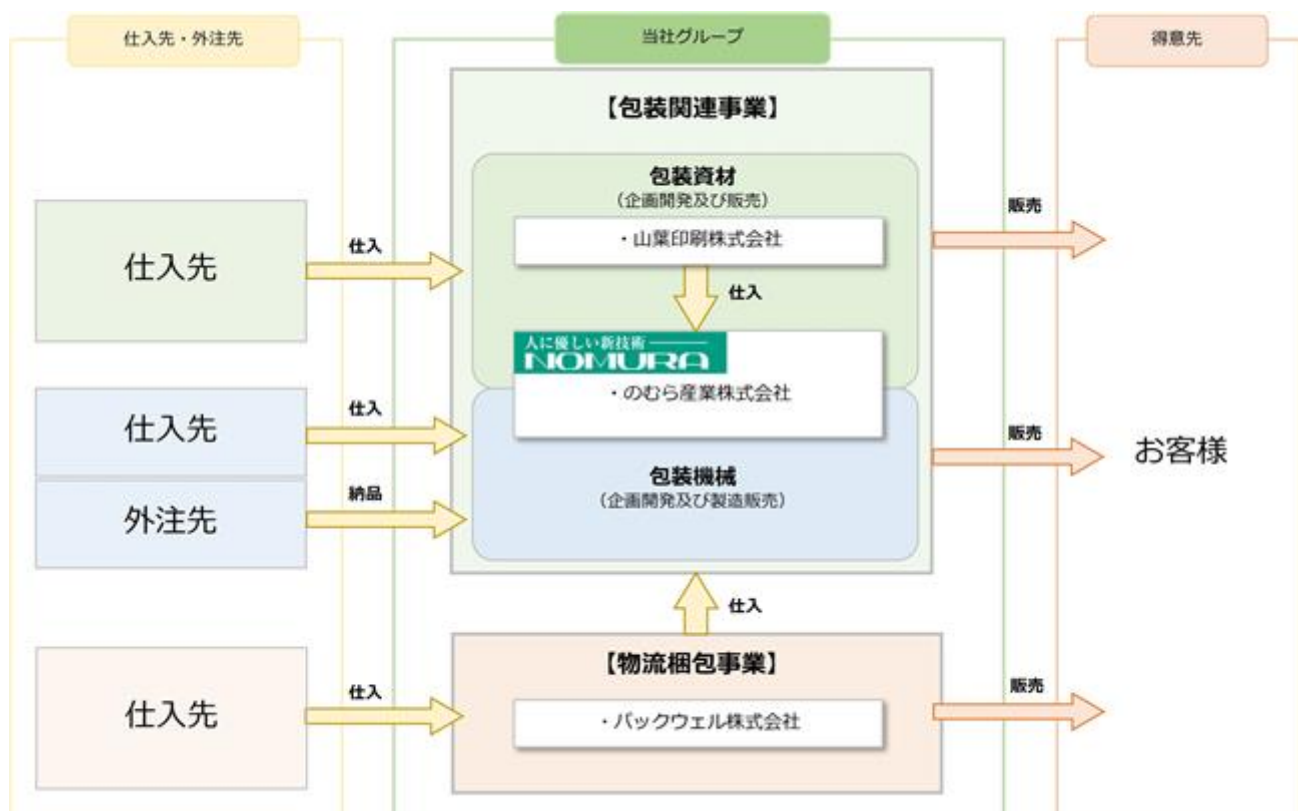 仕入先・外注先
当社グループ
得意先
【包装関連事業】
包装資材
（企画開発及び販売）
・山葉印刷株式会社
仕入
人に優しい新技術
NOMURA
・のむら産業株式会社
包装機械
（企画開発及び製造販売）
仕入
【物流梱包事業】
・パックウェル株式会社
仕入先
仕入
仕入先
仕入
外注先
納品
仕入先
仕入
販売
販売
お客様
販売